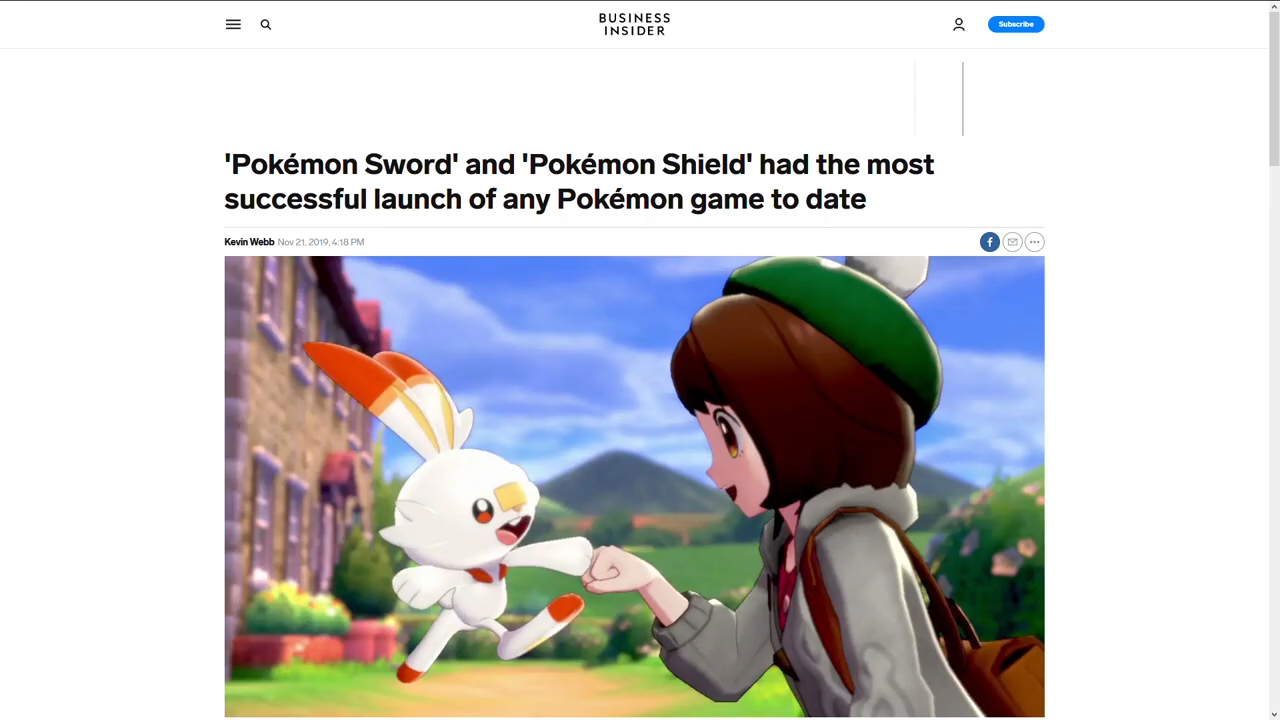 BUSINESS
INSIDER
Subscribe
'Pokémon Sword' and 'Pokémon Shield' had the most
successful launch of any Pokémon game to date
Kevin Webb Nov 21, 2019, 4:18 PM